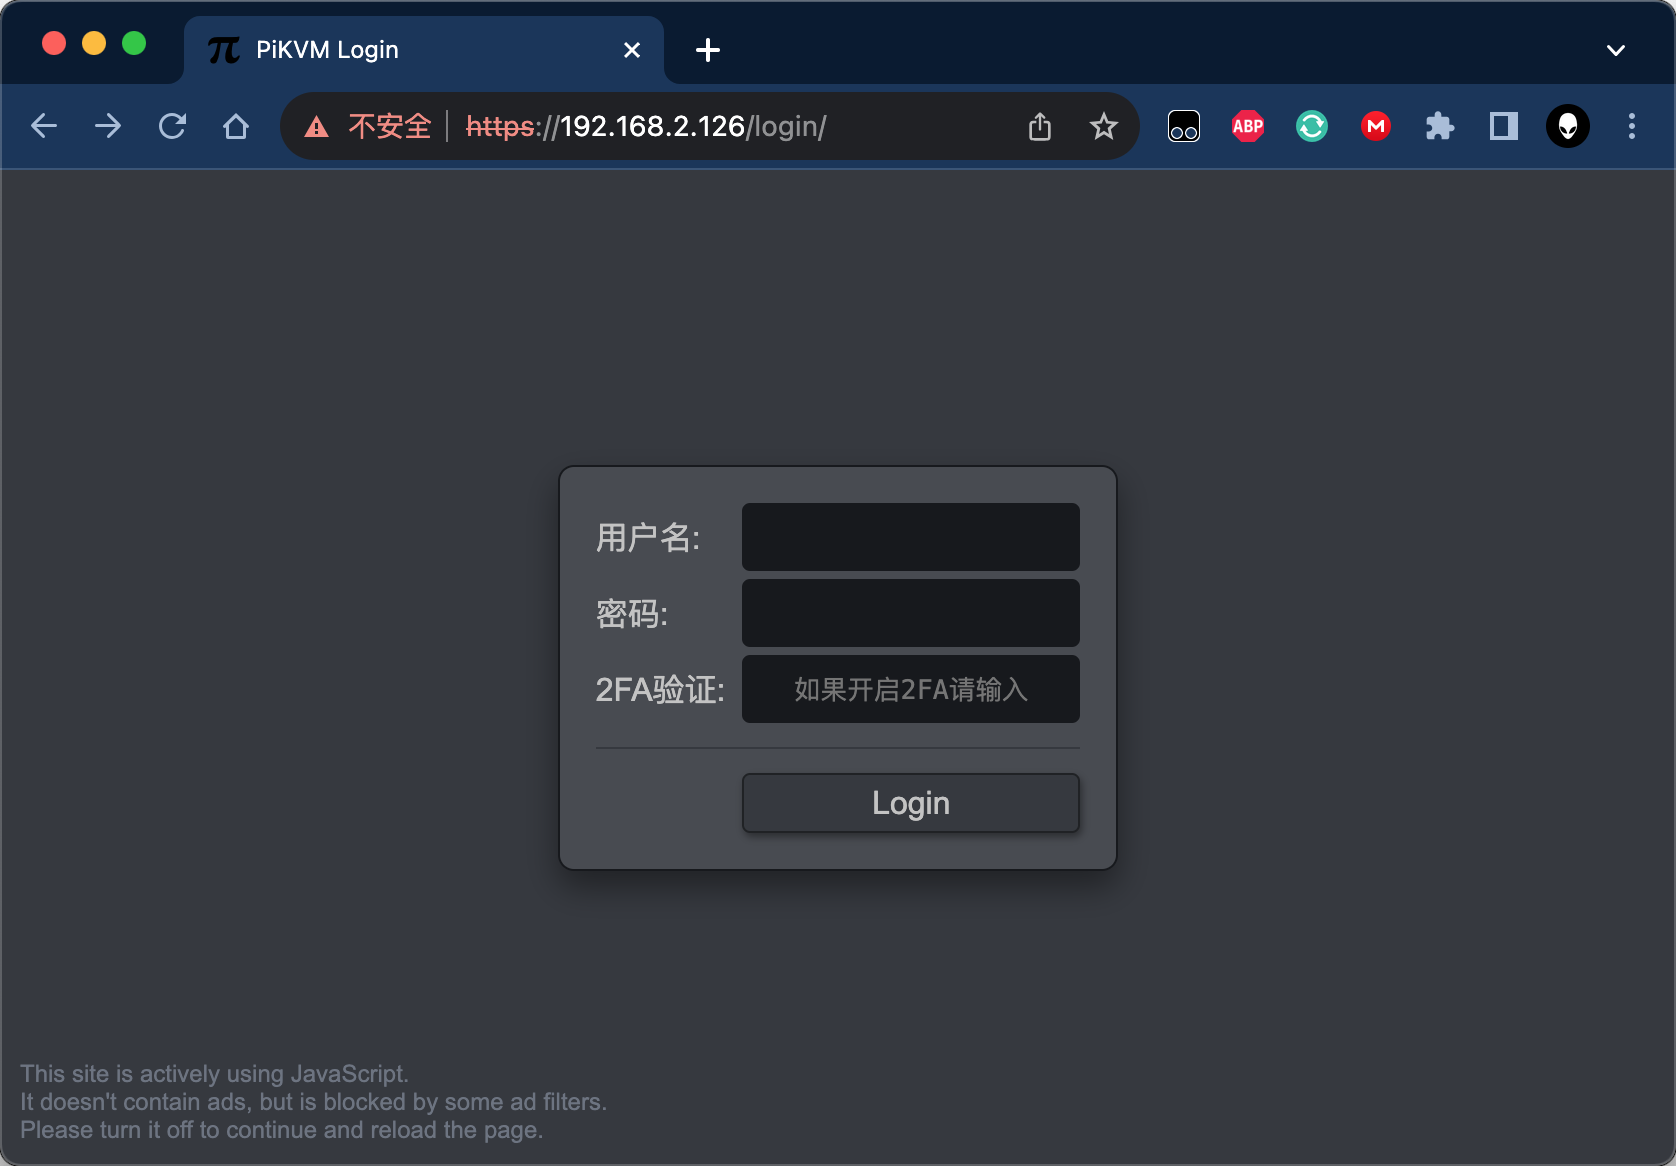 PiKVM Login
不安全 https://192.168.2.126/login/
ABP
M
用户名:
密码:
2FA验证: 如果开启2FA请输入
Login
This site is actively using JavaScript.
It doesn't contain ads, but is blocked by some ad filters.
Please turn it off to continue and reload the page.